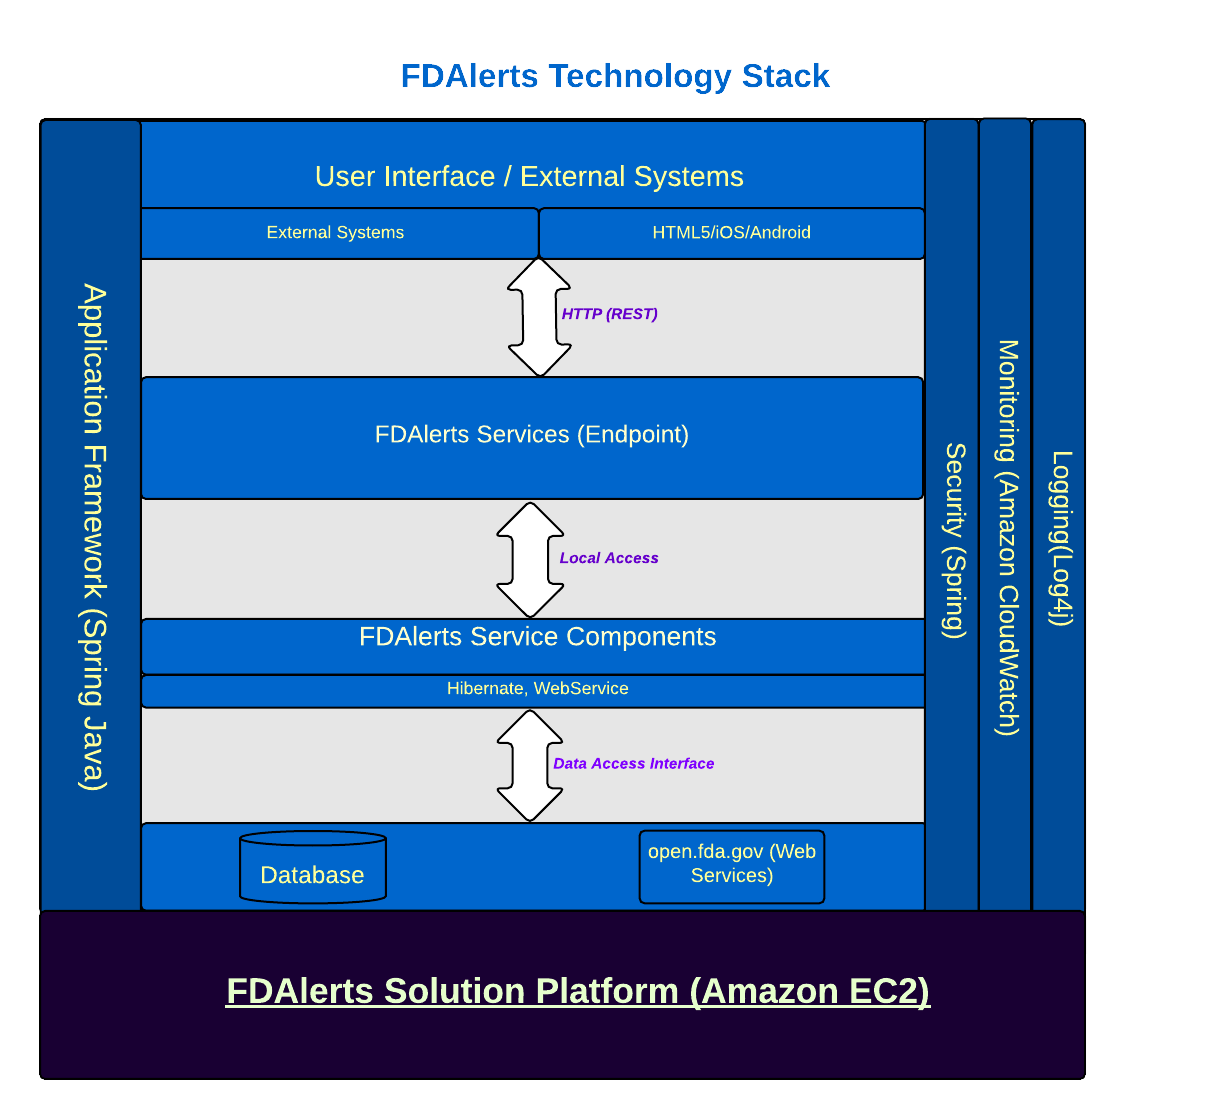 FDAlerts Technology Stack
Application Framework (Spring Java)
User Interface / External Systems
External Systems
HTML5/iOS/Android
HTTP (REST)
FDAlerts Services (Endpoint)
Local Access
FDAlerts Service Components
Hibernate, WebService
Data Access Interface
Database
open.fda.gov (Web
Services)
Security (Spring)
Monitoring (Amazon CloudWatch)
Logging(Log4j)
FDAlerts Solution Platform (Amazon EC2)